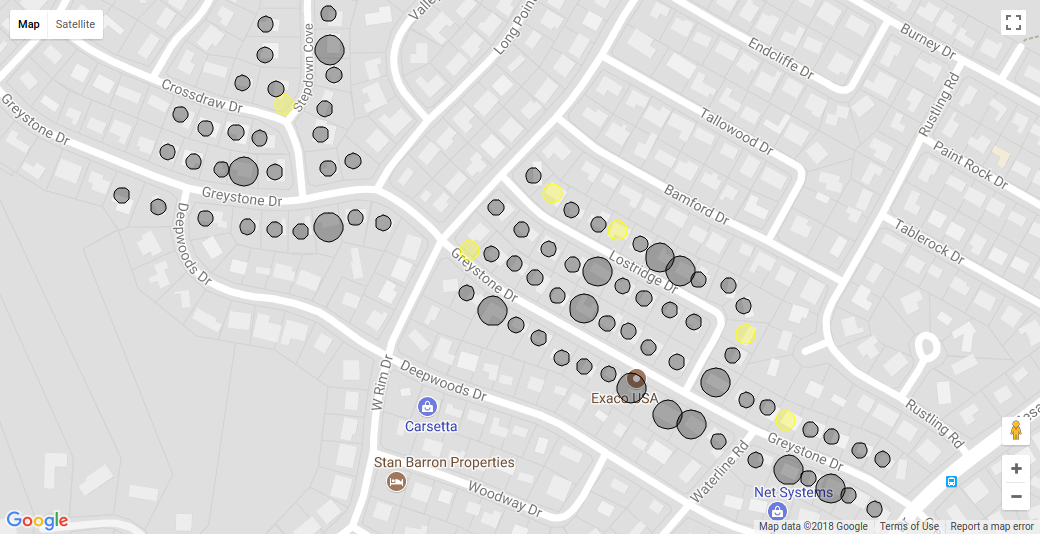 Map Satellite
Valle
Long Poin
Stepdown Cove
Crossdraw Dr
Greystone Dr
Greystone Dr
Deepwoods Dr
Endcliffe Dr
Burney Dr
Rustling Rd
Tallowood Dr
Paint Rock Dr
Bamford Dr
Tablerock Dr
Lostridge Dr
Greystone Dr
W Rim Dr
Deepwoods Dr
Exaco USA
Carsetta
Rustling Rd
Greystone Dr
Waterline Rd
Stan Barron Properties
Woodway Dr
Net Systems
Google
Map data ©2018 Google Terms of Use Report a map error